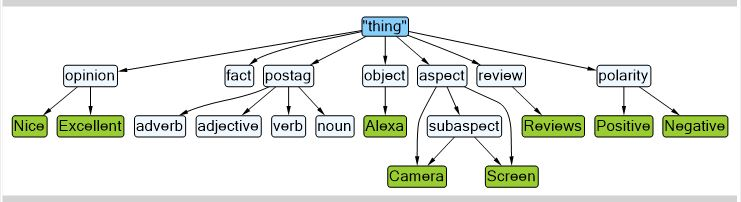 "thing"
opinion fact postag object aspect review polarity
Nice Excellent adverb adjective verb noun Alexa subaspect Reviews Positive Negative
Camera Screen